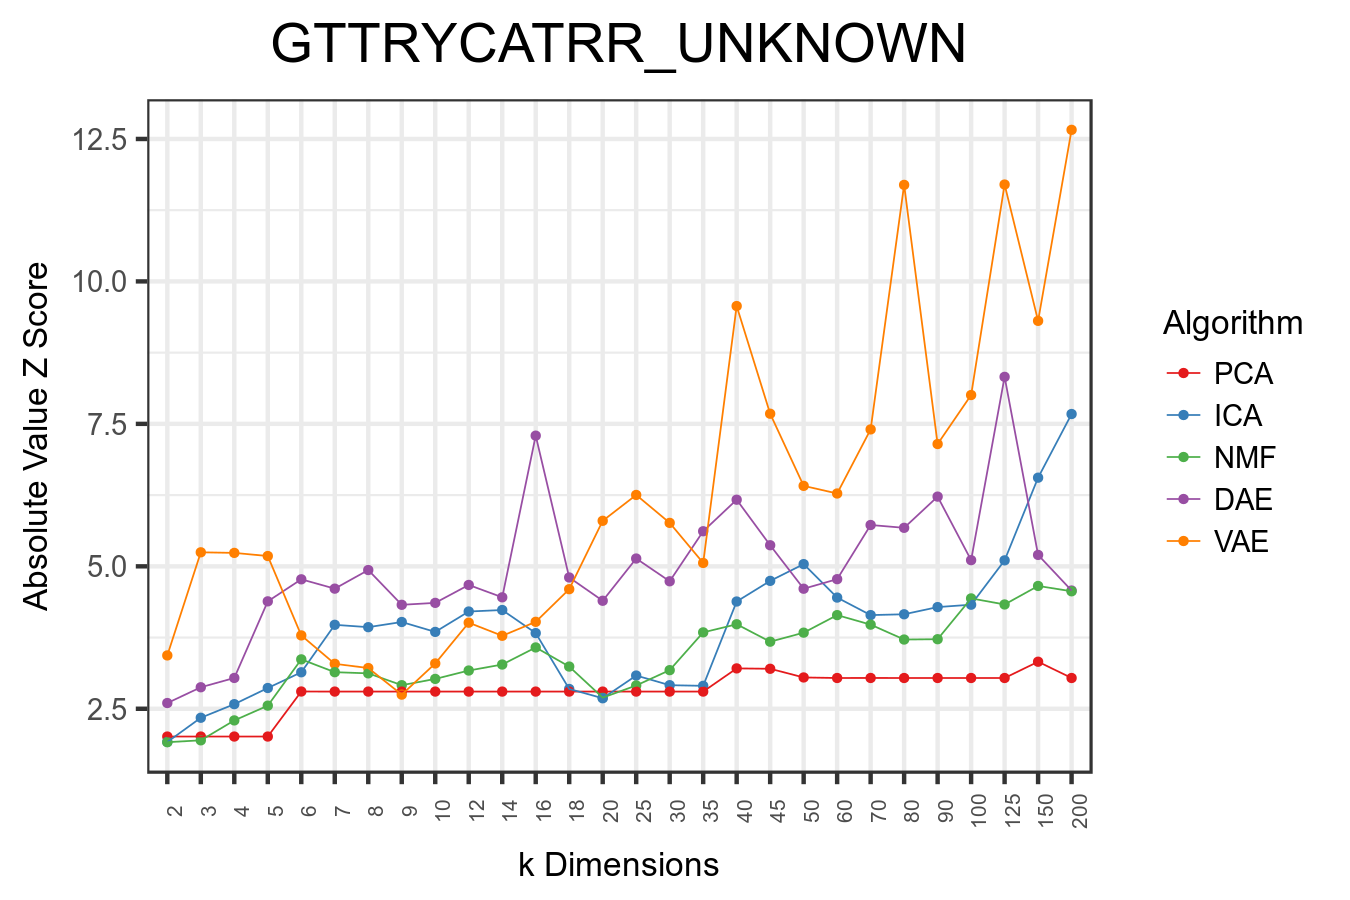 GTTRYCATRR_UNKNOWN
Absolute Value Z Score
12.5
10.0
7.5
5.0
2.5
2 3 4 5 6 7 8 9 10 12 14 16 18 20 25 30 35 40 45 50 60 70 80 90 100 125 150 200
k Dimensions
Algorithm
PCA
ICA
NMF
DAE
VAE